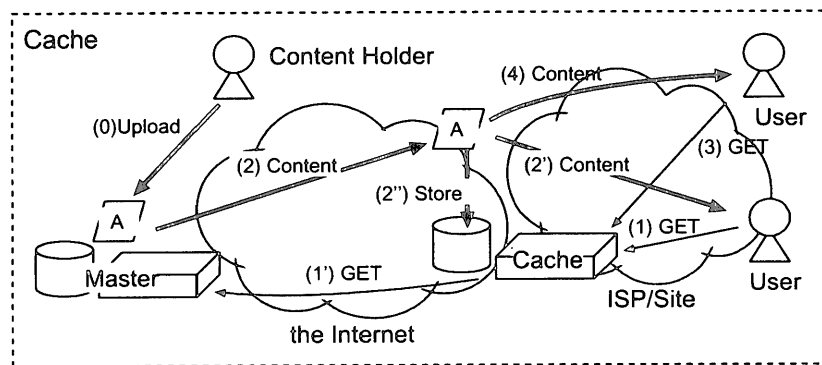 Cache
Content Holder
(4) Content
User
(0)Upload
A
(3) GET
(2) Content
(2') Content
A
(2'') Store
(1) GET
Master
(1') GET
Cache
User
ISP/Site
the Internet